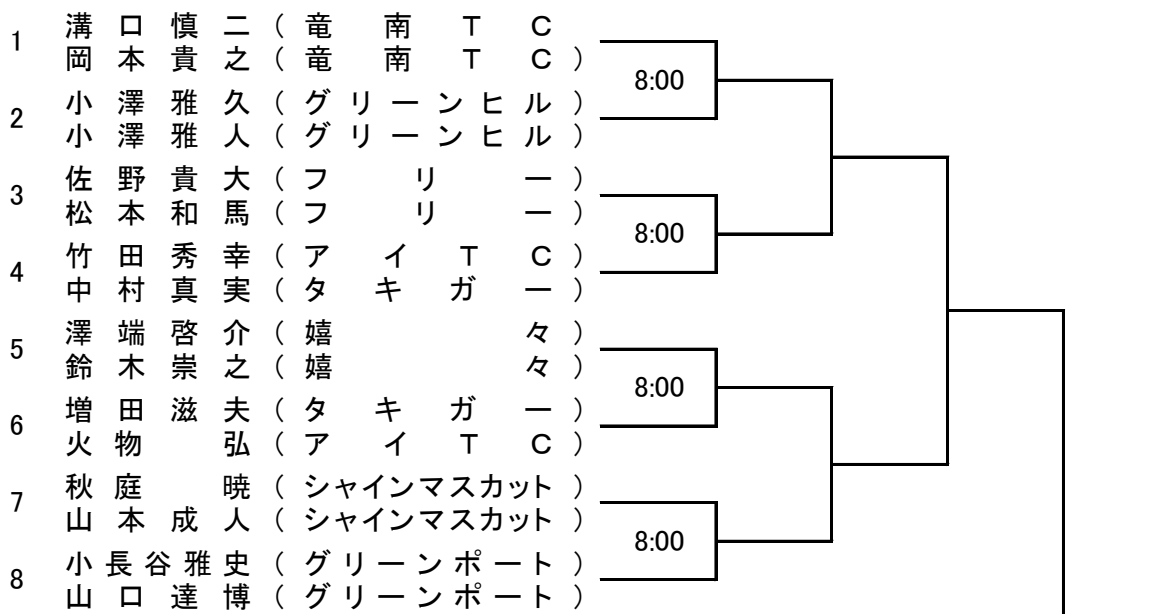 1
溝口慎二(竜南TC
岡本貴之(竜南TC)
8:00
2
小澤雅久(グリーンヒル)
小澤雅人(グリーンヒル)
3
佐野貴大(フリー)
松本和馬(フリー)
8:00
4
竹田秀幸(アイTC)
中村真実(タキガー)
5
澤端啓介(嬉々)
鈴木崇之(嬉々)
8:00
6
増田滋夫(タキガー)
火物弘(アイTC)
7
秋庭暁(シャインマスカット)
山本成人(シャインマスカット)
8:00
8
小長谷雅史(グリーンポート)
山口達博(グリーンポート)